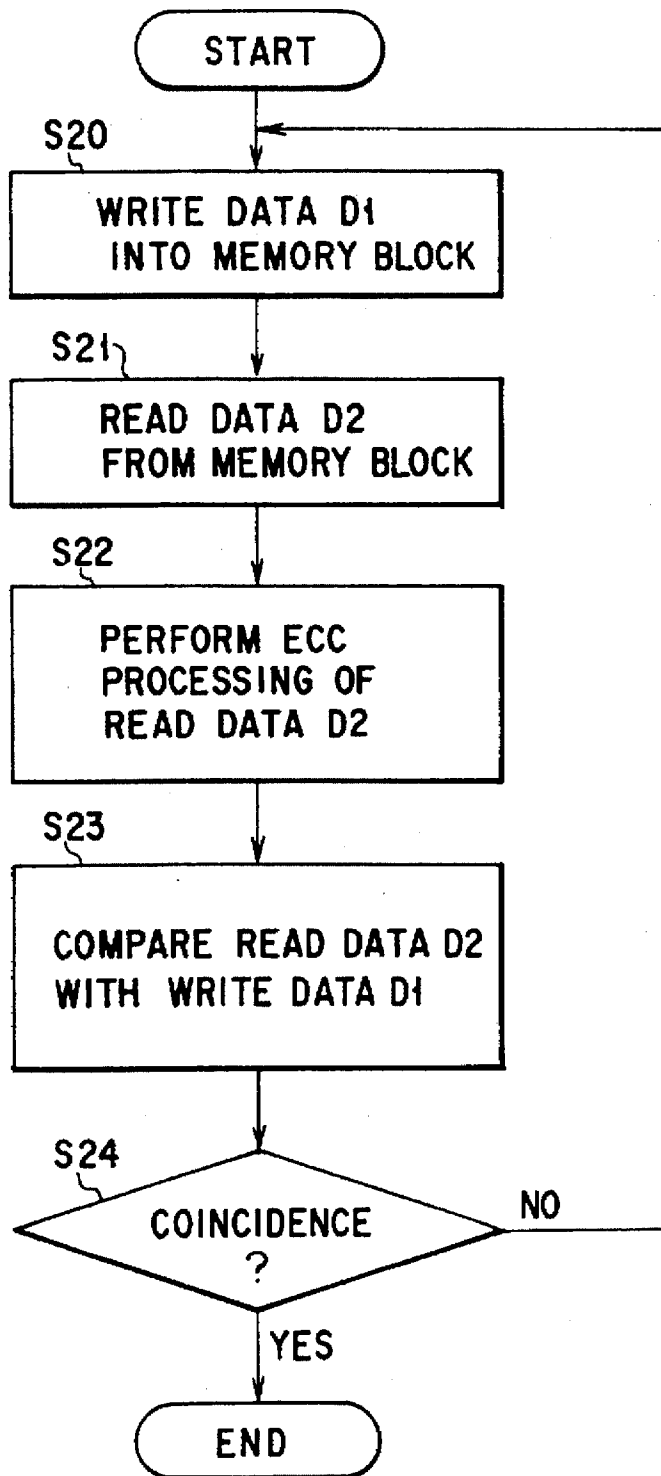 START
S20
WRITE DATA D1
INTO MEMORY BLOCK
S21
READ DATA D2
FROM MEMORY BLOCK
S22
PERFORM ECC
PROCESSING OF
READ DATA D2
S23
COMPARE READ DATA D2
WITH WRITE DATA D1
S24
COINCIDENCE
?
NO
YES
END